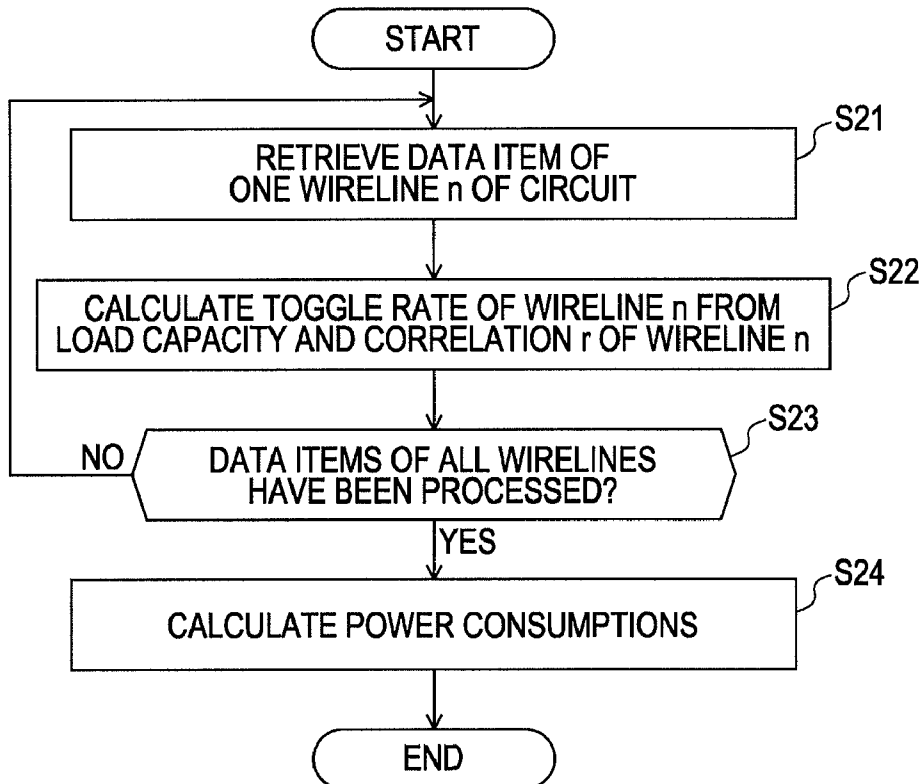 START
S21
RETRIEVE DATA ITEM OF
ONE WIRELINE n OF CIRCUIT
S22
CALCULATE TOGGLE RATE OF WIRELINE n FROM
LOAD CAPACITY AND CORRELATION r OF WIRELINE n
S23
NO
DATA ITEMS OF ALL WIRELINES
HAVE BEEN PROCESSED?
YES
S24
CALCULATE POWER CONSUMPTIONS
END